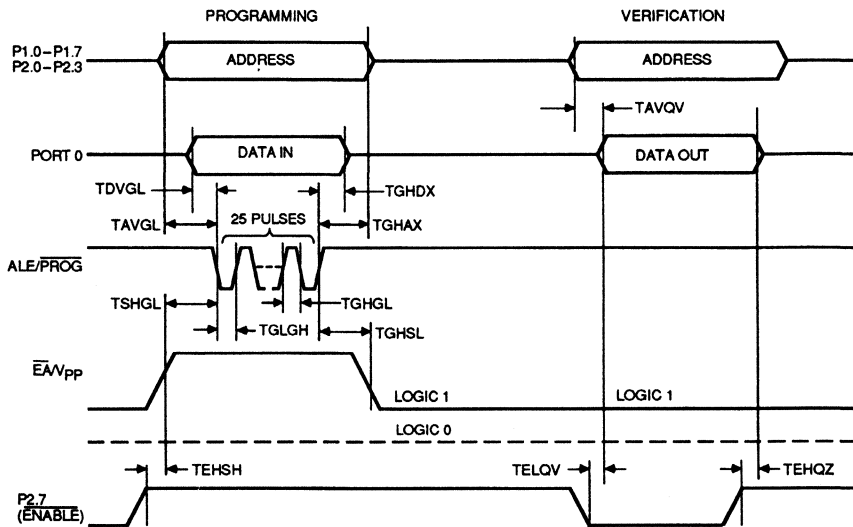 PROGRAMMING VERIFICATION
P1.0–P1.7
P2.0–P2.3
ADDRESS ADDRESS
TAVQV
PORT 0 DATA IN DATA OUT
TDVGL TGHDX
25 PULSES
TAVGL TGHAX
ALE/PROG
TSHGL TGHGL
TGLGH TGHSL
EA/VPP
LOGIC 1 LOGIC 1
LOGIC 0
TEHSH TELQV TEHQZ
P2.7
(ENABLE)